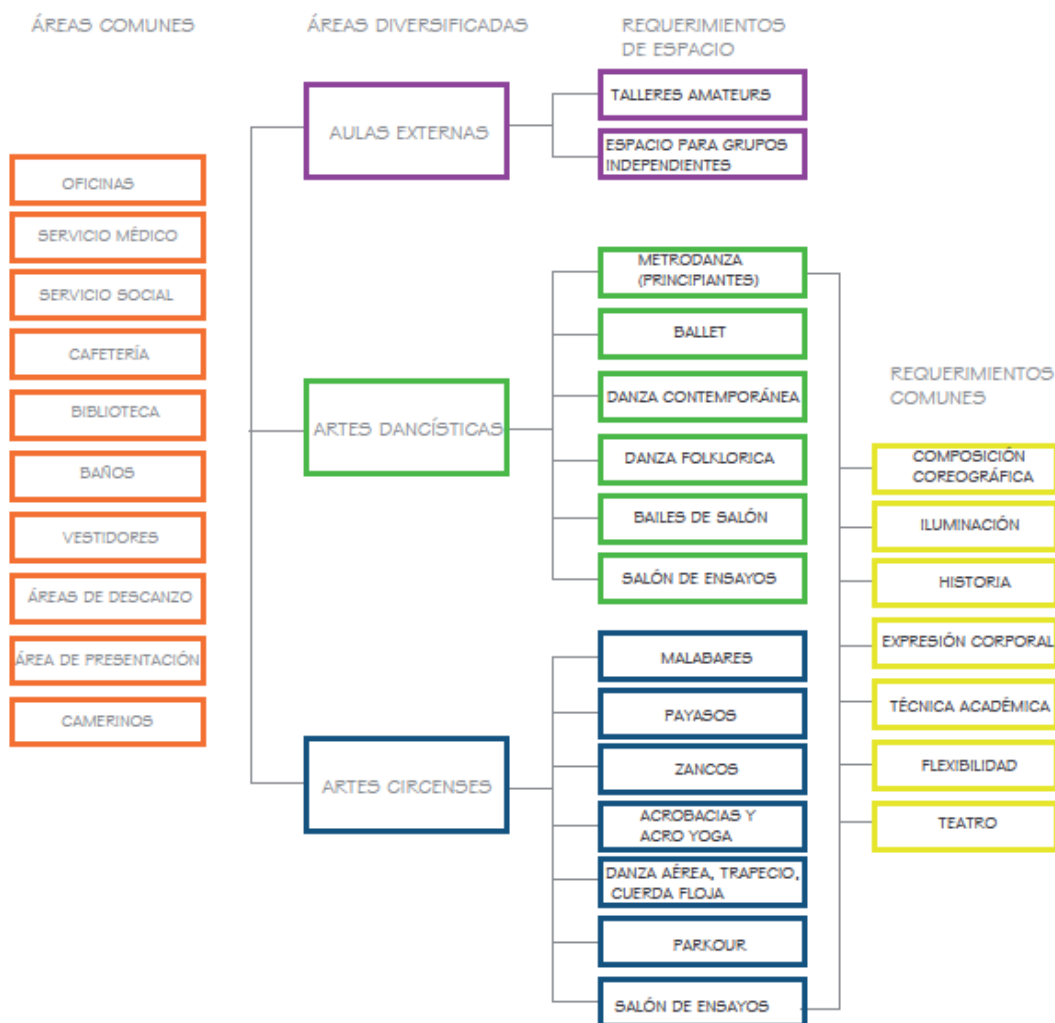 ÁREAS COMUNES
ÁREAS DIVERSIFICADAS
REQUERIMIENTOS
DE ESPACIO
OFICINAS
SERVICIO MÉDICO
SERVICIO SOCIAL
CAFETERÍA
BIBLIOTECA
BAÑOS
VESTIDORES
ÁREAS DE DESCANZO
ÁREA DE PRESENTACIÓN
CAMERINOS
AULAS EXTERNAS
TALLERES AMATEURS
ESPACIO PARA GRUPOS
INDEPENDIENTES
ARTES DANCÍSTICAS
METRODANZA
(PRINCIPIANTES)
BALLET
DANZA CONTEMPORÁNEA
DANZA FOLKLORICA
BAILES DE SALÓN
SALÓN DE ENSAYOS
ARTES CIRCENSES
MALABARES
PAYASOS
ZANCOS
ACROBACIAS Y
ACRO YOGA
DANZA AÉREA, TRAPECIO,
CUERDA FLOJA
PARKOUR
SALÓN DE ENSAYOS
REQUERIMIENTOS
COMUNES
COMPOSICIÓN
COREOGRÁFICA
ILUMINACIÓN
HISTORIA
EXPRESIÓN CORPORAL
TÉCNICA ACADÉMICA
FLEXIBILIDAD
TEATRO